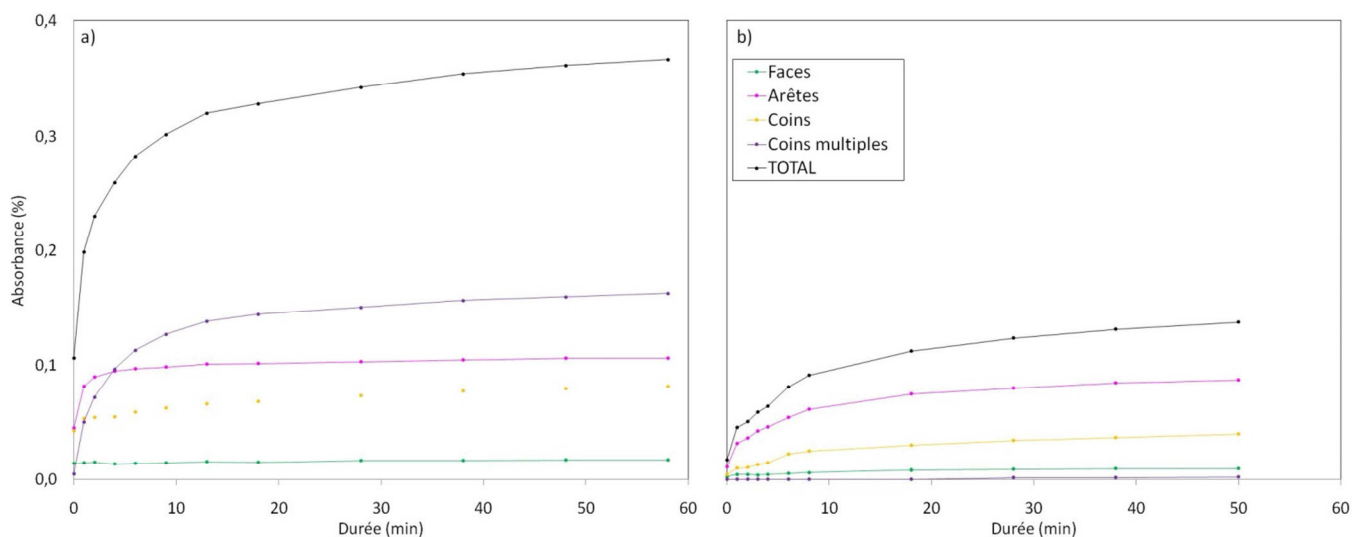 a)
0,4
0,3
0,2
0,1
0,0
Absorbance (%)
0 10 20 30 40 50 60
Durée (min)
b)
Faces
Arêtes
Coins
Coins multiples
TOTAL
0 10 20 30 40 50 60
Durée (min)